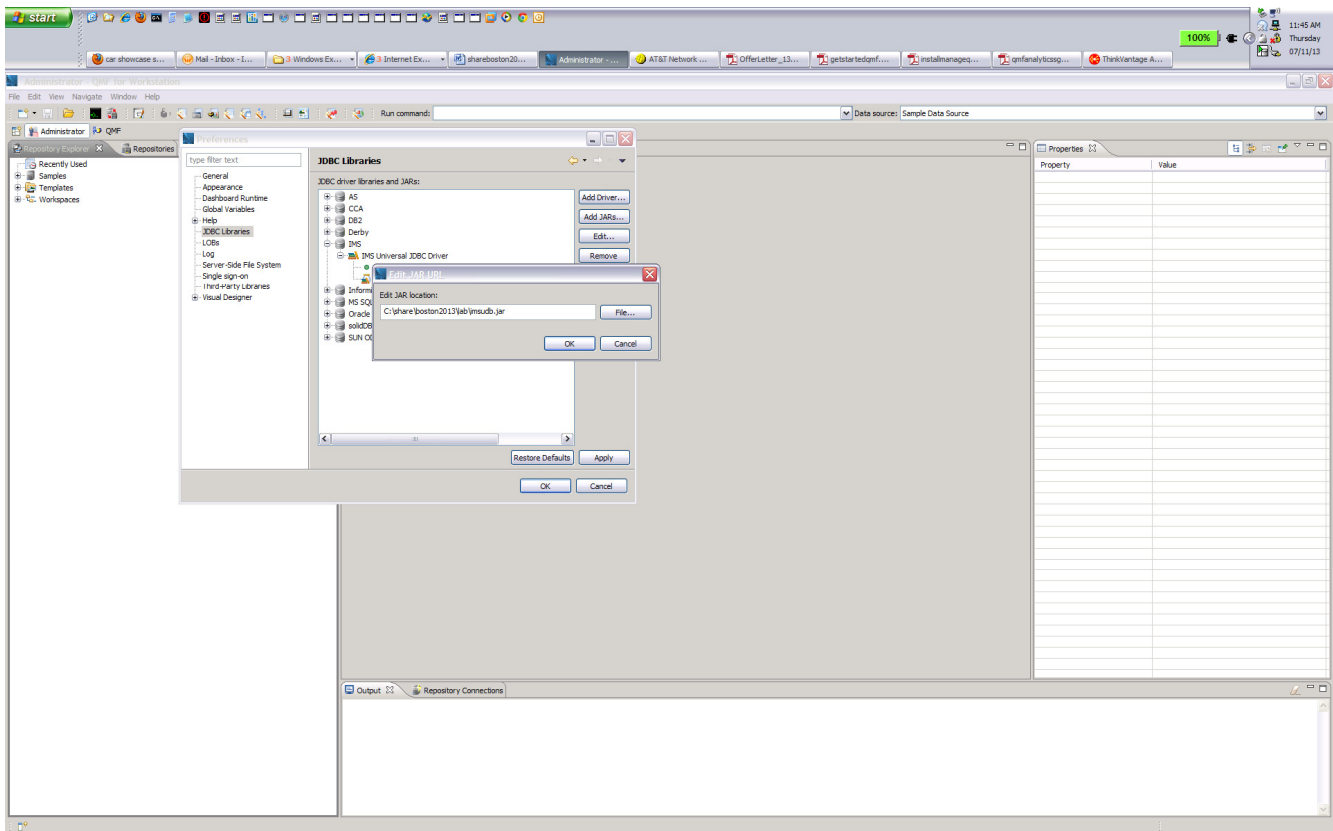 start
11:45 AM
100%
Thursday
07/11/13
car showcase s...
Mail - Inbox - I...
3 Windows Ex...
3 Internet Ex...
shareboston20...
Administrator - ...
AT&T Network ...
OfferLetter_13...
getstartedqmf....
installmanageq...
qmfanalyticssg...
ThinkVantage A...
Administrator - QMF for Workstation
File Edit View Navigate Window Help
Run command:
Data source: Sample Data Source
Administrator QMF
Repository Explorer
Repositories
Recently Used
Samples
Templates
Workspaces
Preferences
type filter text
General
Appearance
Dashboard Runtime
Global Variables
Help
JDBC Libraries
LOBs
Log
Server-Side File System
Single sign-on
Third-Party Libraries
Visual Designer
JDBC Libraries
JDBC driver libraries and JARs:
AS
CCA
DB2
Derby
IMS
IMS Universal JDBC Driver
Informi
MS SQL
Oracle
solidDB
SUN OD
Add Driver...
Add JARs...
Edit...
Remove
Edit JAR URL
Edit JAR location:
C:\share\boston2013\lab\imsudb.jar
File...
OK Cancel
Restore Defaults Apply
OK Cancel
Properties
Property Value
Output Repository Connections